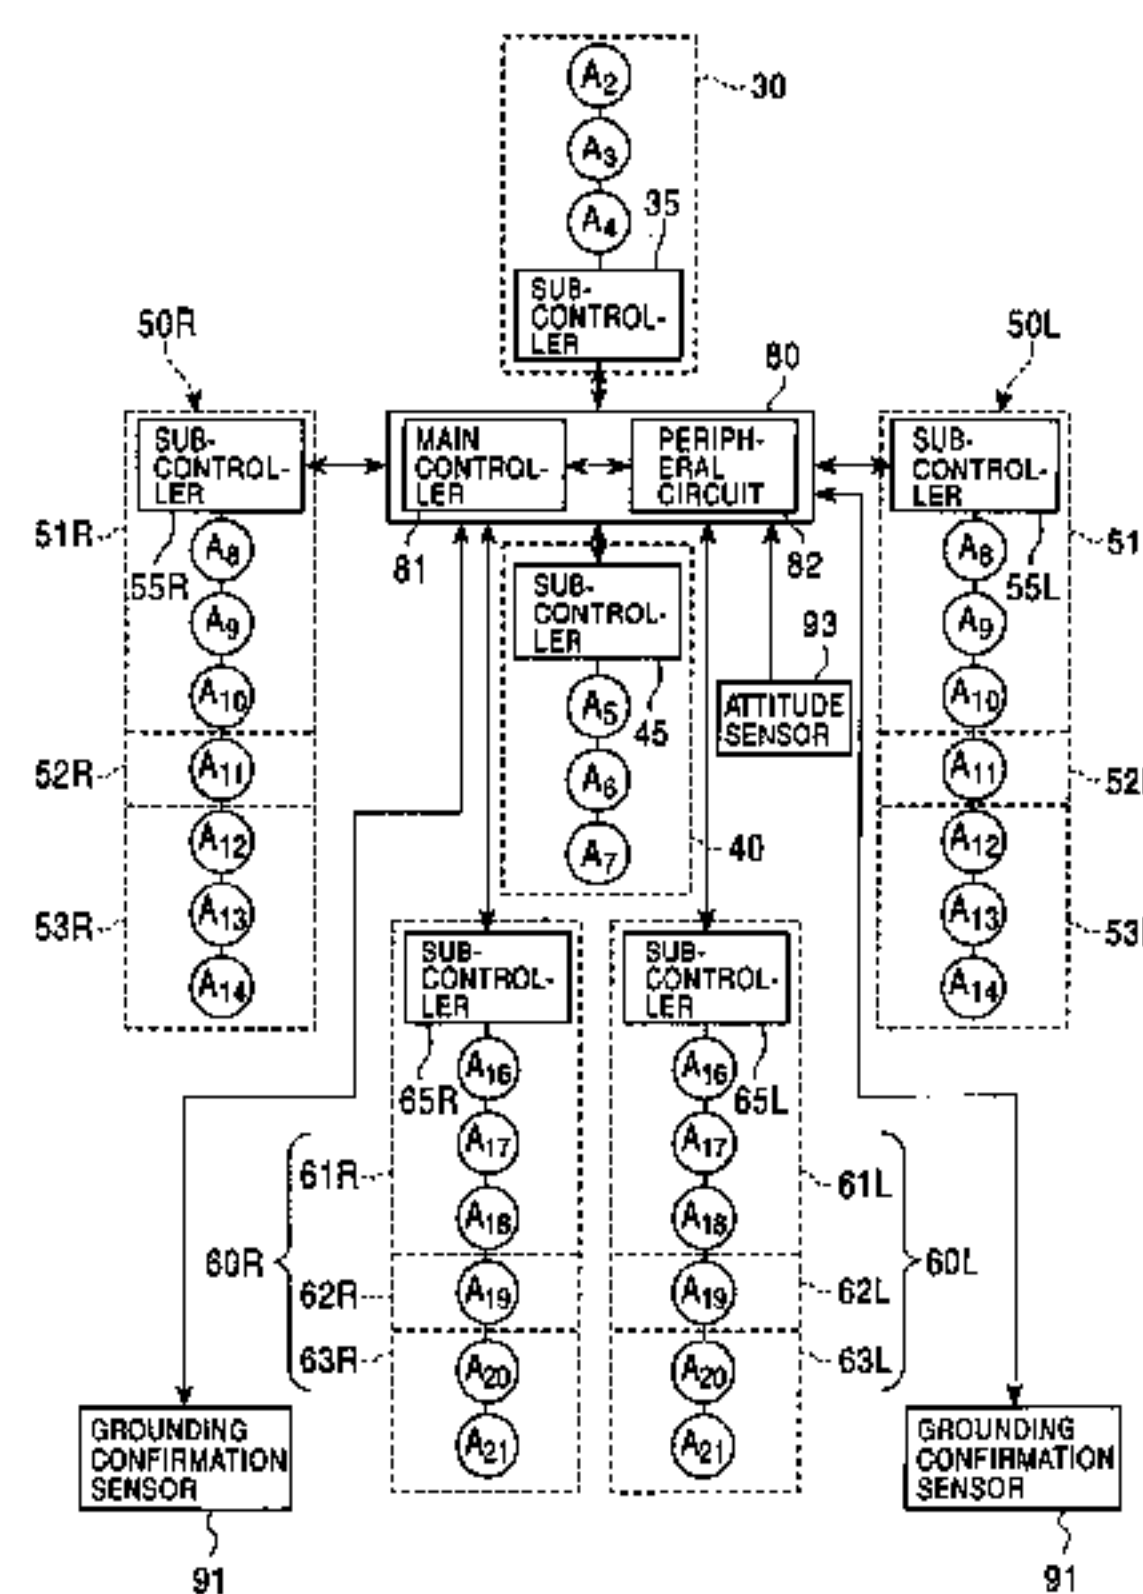 A2
30
A3
A4
35
SUB-
CONTROL-
LER
50R
50L
80
SUB-
CONTROL-
LER
MAIN
CONTROL-
LER
PERIPH-
ERAL
CIRCUIT
SUB-
CONTROL-
LER
51R
A8
55R
81
82
A8
55L
51
SUB-
CONTROL-
LER
45
93
ATTITUDE
SENSOR
A9
A9
A10
A10
A5
52R
A11
A6
A11
52
A12
A7
40
A12
53R
A13
A13
53
A14
A14
SUB-
CONTROL-
LER
SUB-
CONTROL-
LER
65R
A16
A16
65L
A17
A17
61R
61L
A18
A18
60R
60L
62R
A19
A19
62L
63R
A20
A20
63L
A21
A21
GROUNDING
CONFIRMATION
SENSOR
GROUNDING
CONFIRMATION
SENSOR
91
91